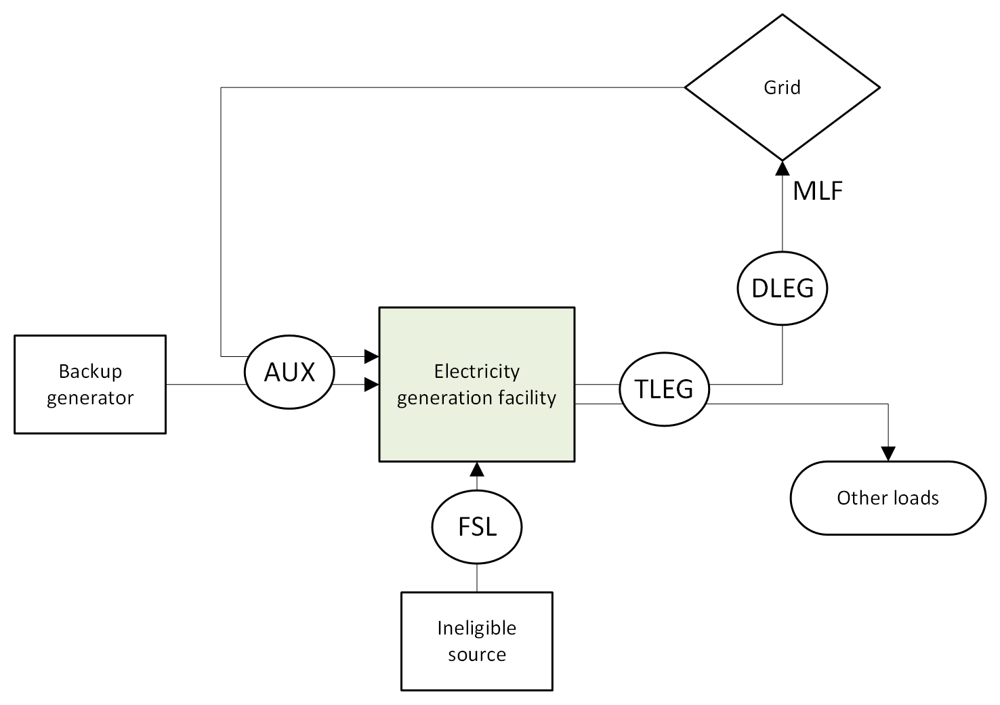 Grid
MLF
DLEG
Backup
generator
AUX
Electricity
generation facility
TLEG
FSL
Other loads
Ineligible
source